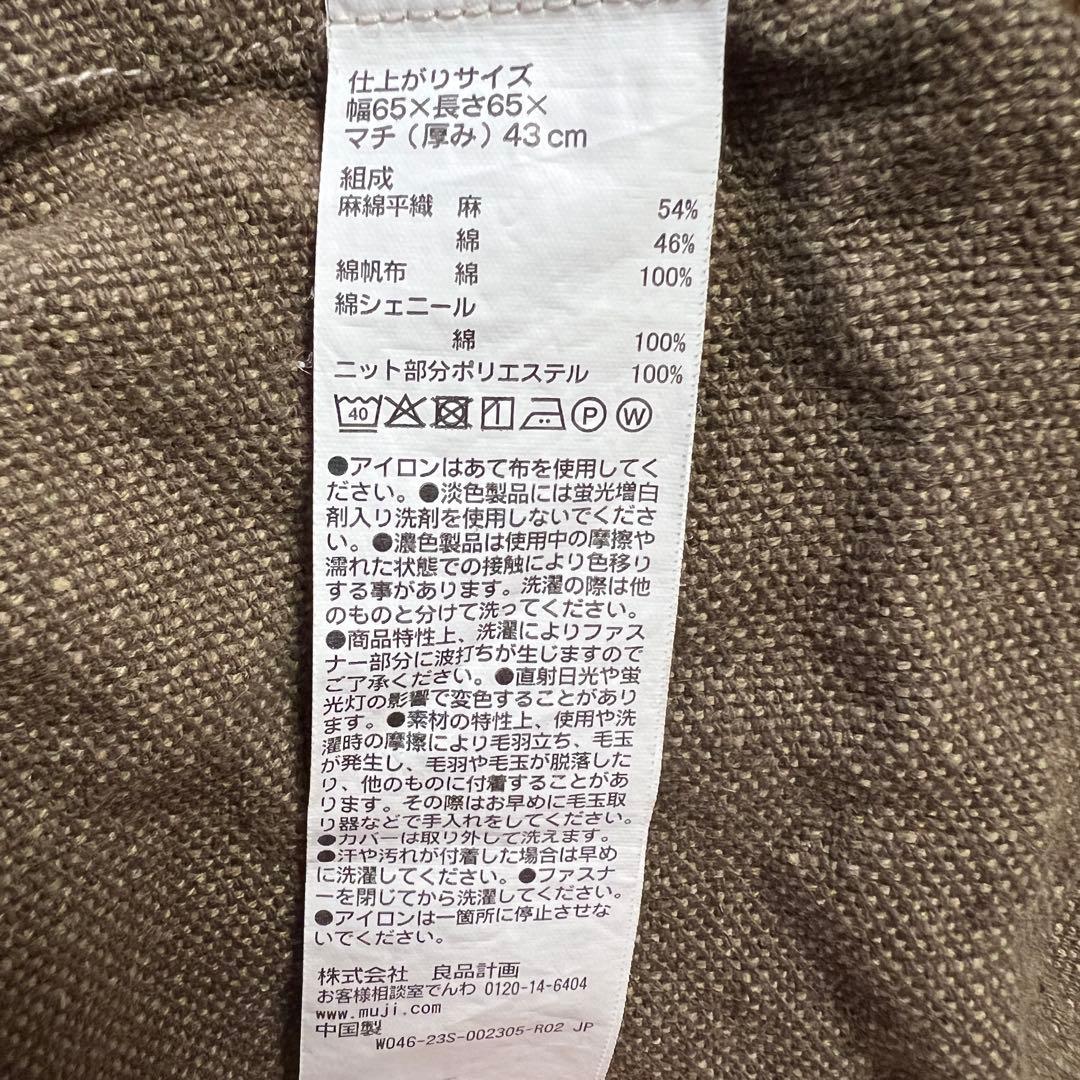 仕上がりサイズ
幅65×長さ65×
マチ(厚み)43cm
組成
麻綿平織 麻 54%
綿 46%
綿帆布 綿 100%
綿シェニール
綿 100%
ニット部分ポリエステル 100%
40 P W
●アイロンはあて布を使用してく
ださい。●淡色製品には蛍光増白
剤入り洗剤を使用しないでくださ
い。●濃色製品は使用中の摩擦や
濡れた状態での接触により色移り
する事があります。洗濯の際は他
のものと分けて洗ってください。
●商品特性上、洗濯によりファス
ナー部分に波打ちが生じますので
ご了承ください。●直射日光や蛍
光灯の影響で変色することがあり
ます。●素材の特性上、使用や洗
濯時の摩擦により毛羽立ち、毛玉
が発生し、毛羽や毛玉が脱落した
り、他のものに付着することがあ
ります。その際はお早めに毛玉取
り器などで手入れをしてください。
●カバーは取り外して洗えます。
●汗や汚れが付着した場合は早め
に洗濯してください。●ファスナ
ーを閉じてから洗濯してください。
●アイロンは一箇所に停止させな
いでください。
株式会社 良品計画
お客様相談室でんわ 0120-14-6404
www.muji.com
中国製
W046-23S-002305-R02 JP